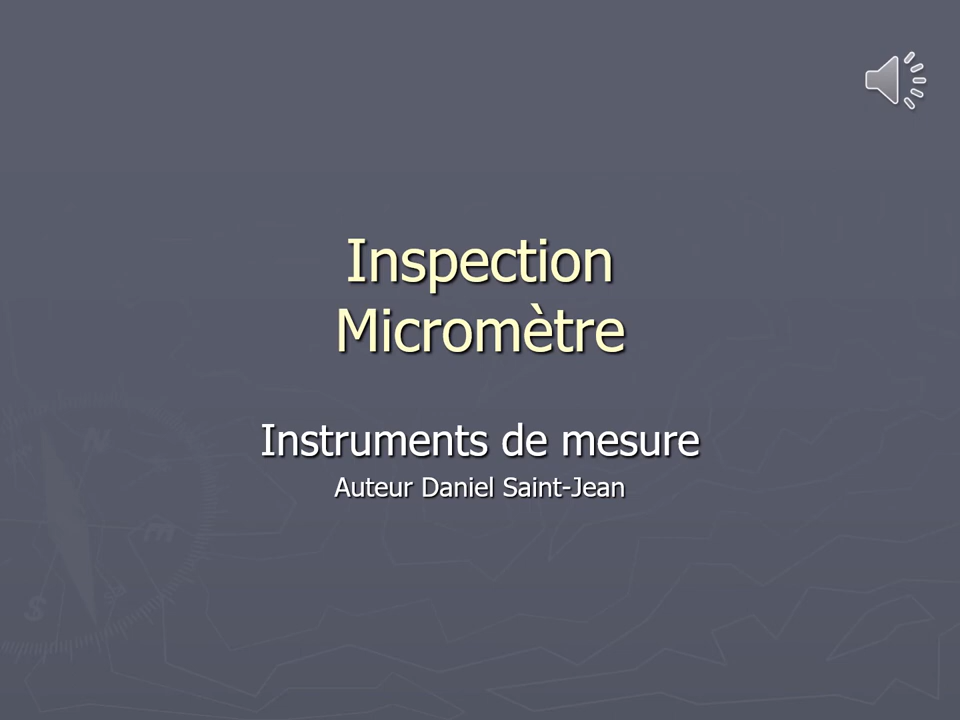 Inspection
Micromètre
Instruments de mesure
Auteur Daniel Saint-Jean
N
S